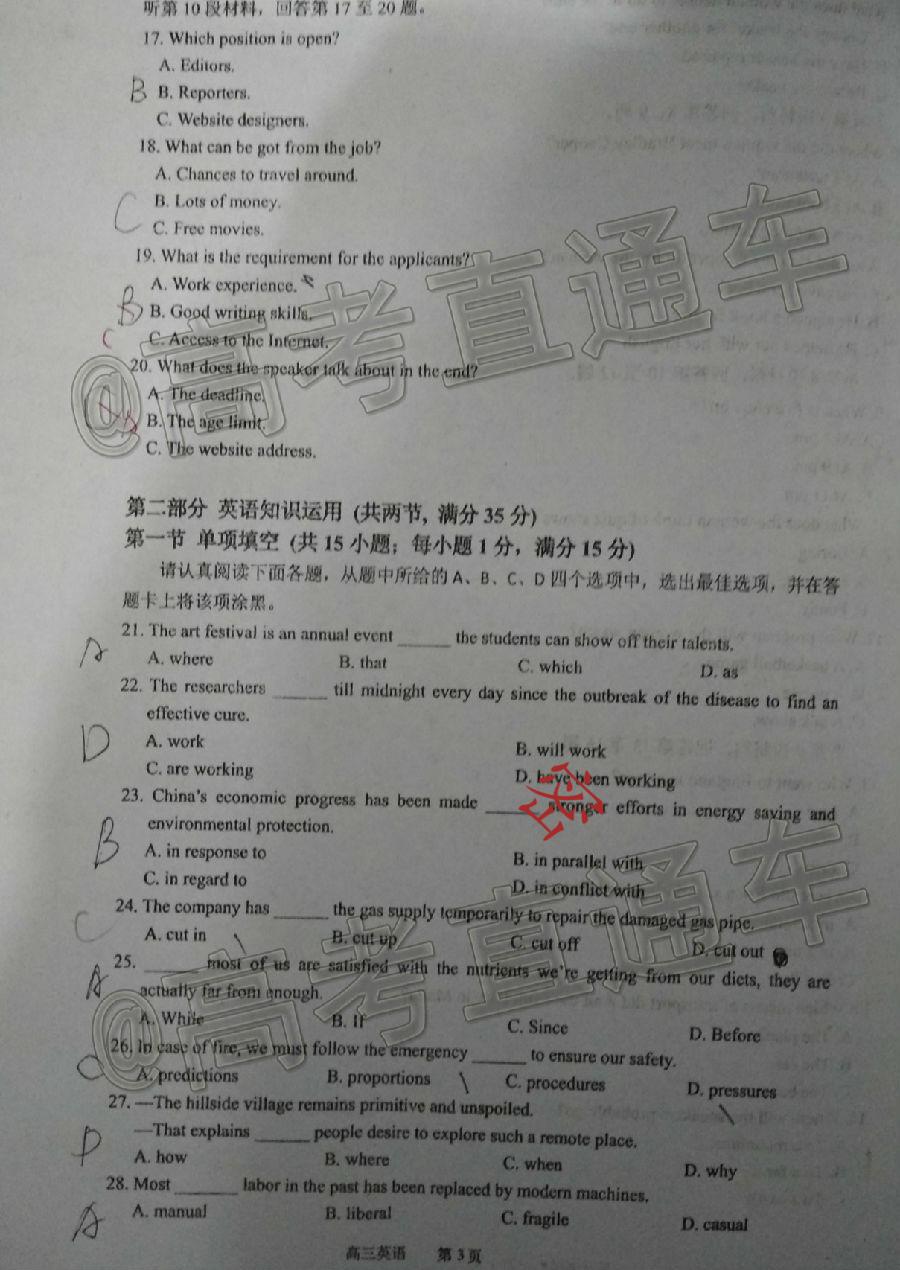 听第 10 段材料，回答第 17 至 20 题。
17. Which position is open?
A. Editors.
B B. Reporters.
C. Website designers.
18. What can be got from the job?
A. Chances to travel around.
B. Lots of money.
C C. Free movies.
19. What is the requirement for the applicants?
A. Work experience.
B B. Good writing skills.
C C. Access to the Internet.
20. What does the speaker talk about in the end?
A. The deadline.
B. The age limit.
C. The website address.
@高考直通车
第二部分 英语知识运用 (共两节, 满分 35 分)
第一节 单项填空 (共 15 小题；每小题 1 分，满分 15 分)
请认真阅读下面各题，从题中所给的 A、B、C、D 四个选项中，选出最佳选项，并在答
题卡上将该项涂黑。
21. The art festival is an annual event ______ the students can show off their talents.
A A. where B. that C. which D. as
22. The researchers ______ till midnight every day since the outbreak of the disease to find an
effective cure.
D A. work B. will work
C. are working D. have been working
23. China's economic progress has been made ______ stronger efforts in energy saving and
environmental protection.
B A. in response to B. in parallel with
C. in regard to D. in conflict with
密
24. The company has ______ the gas supply temporarily to repair the damaged gas pipe.
C A. cut in B. cut up C. cut off D. cut out
25. ______ most of us are satisfied with the nutrients we're getting from our diets, they are
A actually far from enough.
A. While B. If C. Since D. Before
@高考直通车
26. In case of fire, we must follow the emergency ______ to ensure our safety.
C A. predictions B. proportions C. procedures D. pressures
27. —The hillside village remains primitive and unspoiled.
—That explains ______ people desire to explore such a remote place.
D A. how B. where C. when D. why
28. Most ______ labor in the past has been replaced by modern machines.
A A. manual B. liberal C. fragile D. casual
高三英语 第 3 页